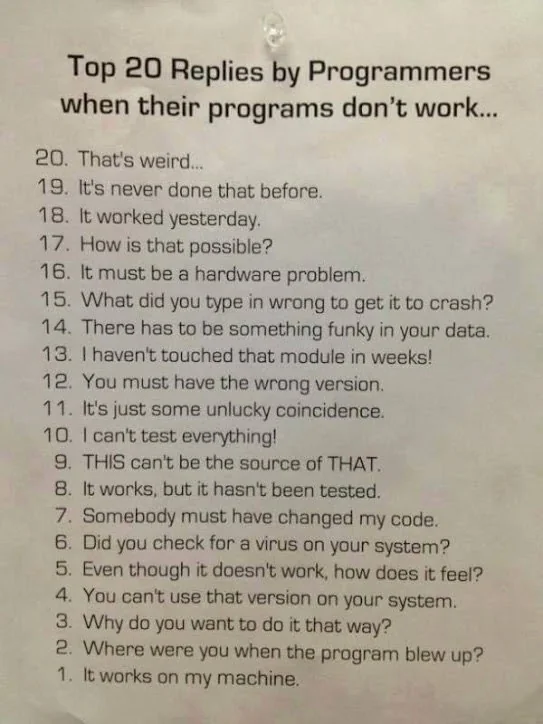 Top 20 Replies by Programmers
when their programs don't work...
20. That's weird...
19. It's never done that before.
18. It worked yesterday.
17. How is that possible?
16. It must be a hardware problem.
15. What did you type in wrong to get it to crash?
14. There has to be something funky in your data.
13. I haven't touched that module in weeks!
12. You must have the wrong version.
11. It's just some unlucky coincidence.
10. I can't test everything!
9. THIS can't be the source of THAT.
8. It works, but it hasn't been tested.
7. Somebody must have changed my code.
6. Did you check for a virus on your system?
5. Even though it doesn't work, how does it feel?
4. You can't use that version on your system.
3. Why do you want to do it that way?
2. Where were you when the program blew up?
1. It works on my machine.